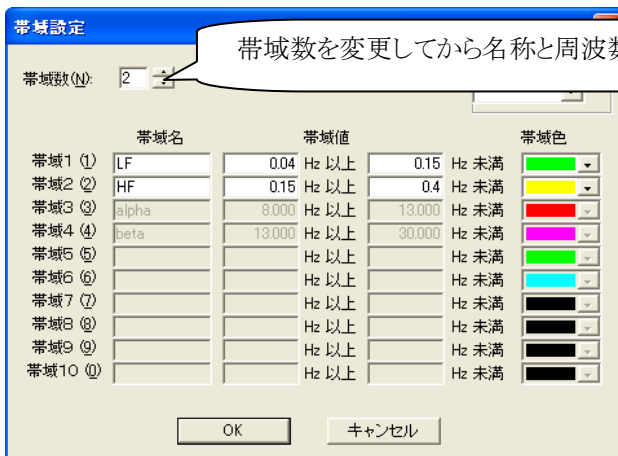 帯域設定
帯域数を変更してから名称と周波数
帯域数(N): 2
帯域名 帯域値 帯域色
帯域1 (1) LF 0.04 Hz 以上 0.15 Hz 未満
帯域2 (2) HF 0.15 Hz 以上 0.4 Hz 未満
帯域3 (3) alpha 8.000 Hz 以上 13.000 Hz 未満
帯域4 (4) beta 13.000 Hz 以上 30.000 Hz 未満
帯域5 (5) Hz 以上 Hz 未満
帯域6 (6) Hz 以上 Hz 未満
帯域7 (7) Hz 以上 Hz 未満
帯域8 (8) Hz 以上 Hz 未満
帯域9 (9) Hz 以上 Hz 未満
帯域10 (0) Hz 以上 Hz 未満
OK キャンセル